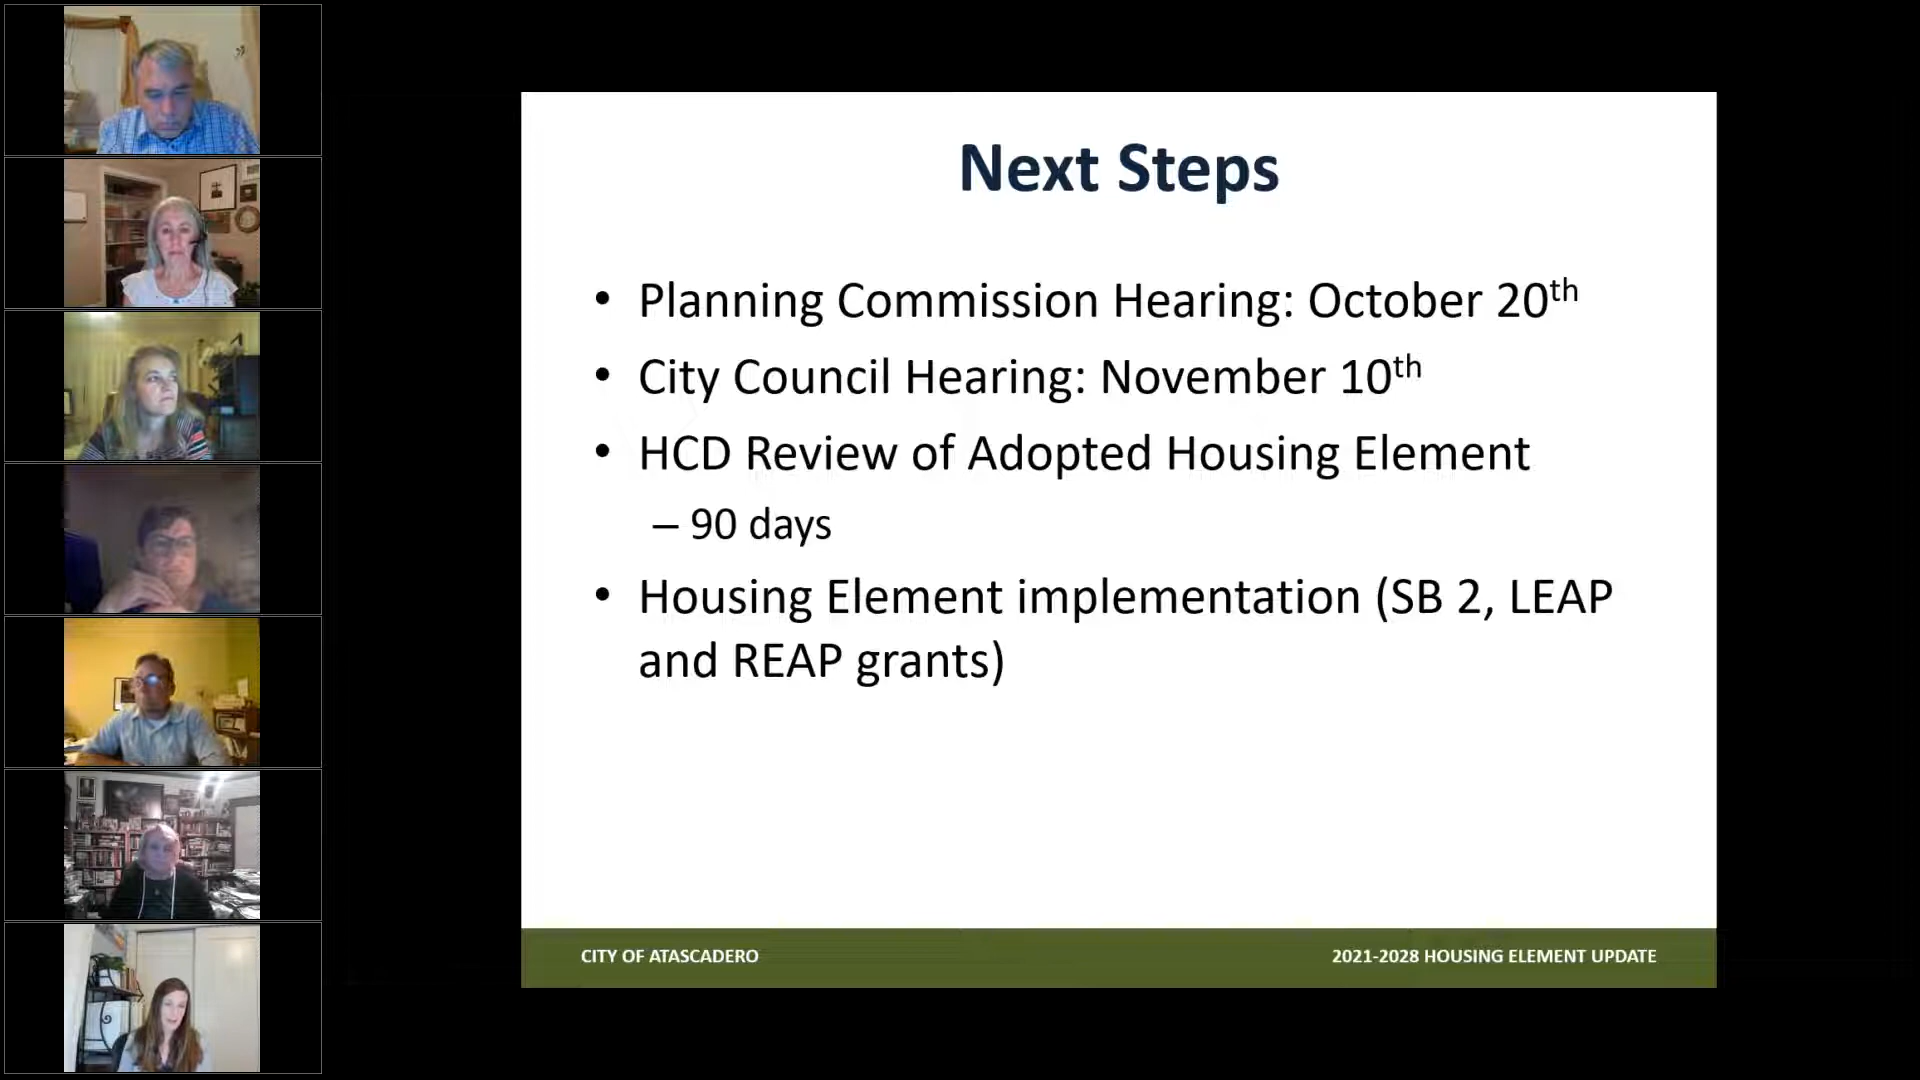 Next Steps
• Planning Commission Hearing: October 20th
• City Council Hearing: November 10th
• HCD Review of Adopted Housing Element
– 90 days
• Housing Element implementation (SB 2, LEAP
and REAP grants)
CITY OF ATASCADERO
2021-2028 HOUSING ELEMENT UPDATE